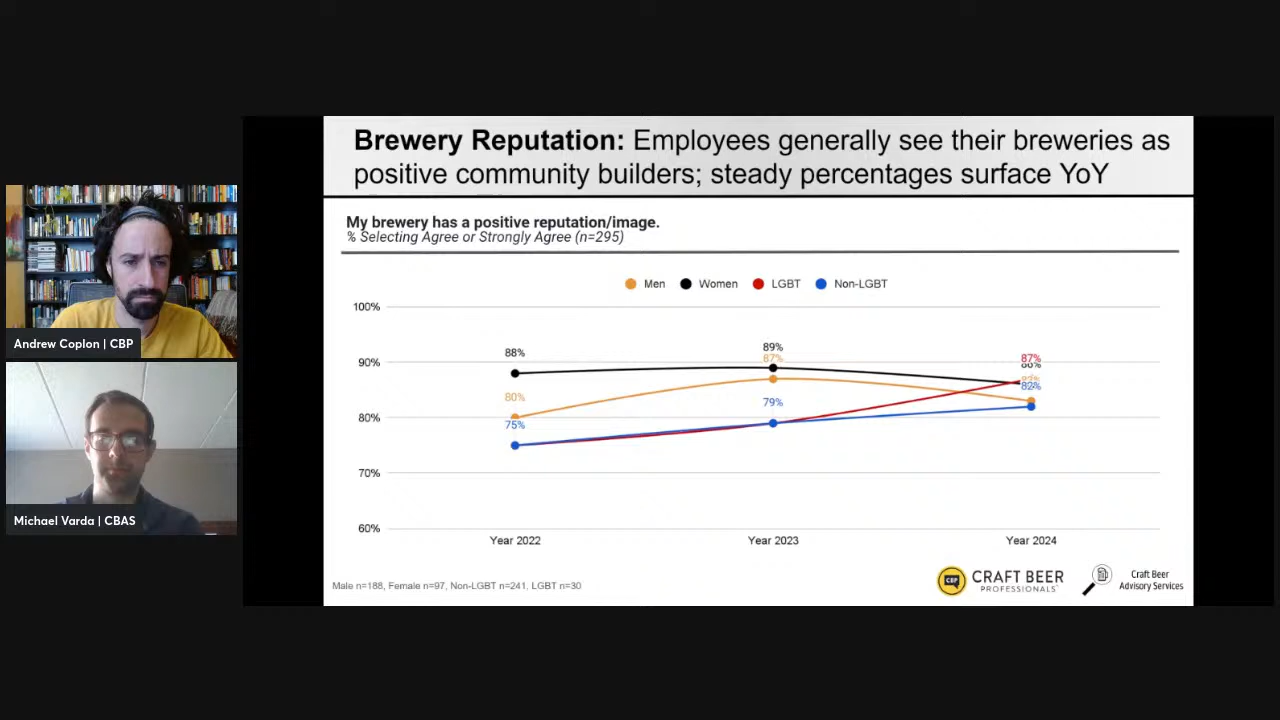 Brewery Reputation: Employees generally see their breweries as
positive community builders; steady percentages surface YoY
My brewery has a positive reputation/image.
% Selecting Agree or Strongly Agree (n=295)
Men Women LGBT Non-LGBT
100%
90%
80%
70%
60%
88%
80%
75%
89%
87%
79%
87%
82%
Year 2022 Year 2023 Year 2024
Male n=188, Female n=97, Non-LGBT n=241, LGBT n=30
CBP
CRAFT BEER
PROFESSIONALS
Craft Beer
Advisory Services
Andrew Coplon | CBP
Michael Varda | CBAS